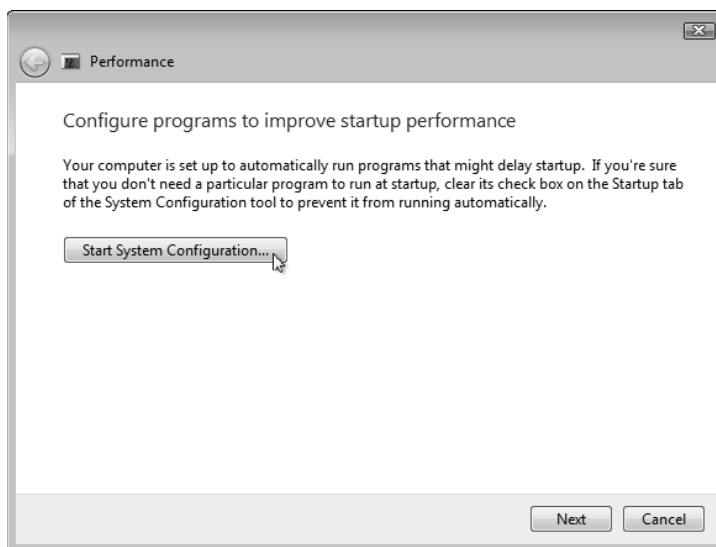 Performance
Configure programs to improve startup performance
Your computer is set up to automatically run programs that might delay startup. If you're sure
that you don't need a particular program to run at startup, clear its check box on the Startup tab
of the System Configuration tool to prevent it from running automatically.
Start System Configuration...
Next Cancel